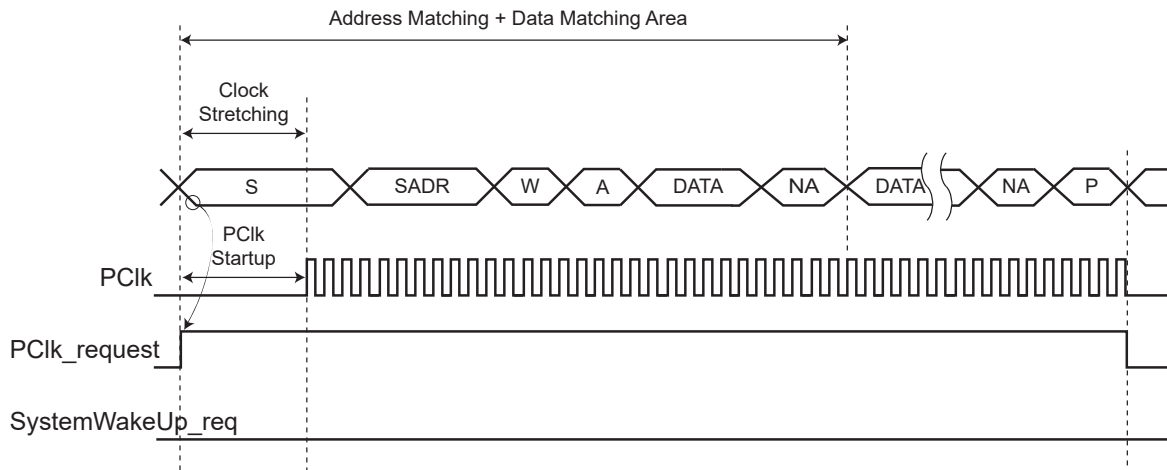 Address Matching + Data Matching Area
Clock
Stretching
S
SADR
W
A
DATA
NA
DATA
NA
P
PClk
Startup
PClk
PClk_request
SystemWakeUp_req